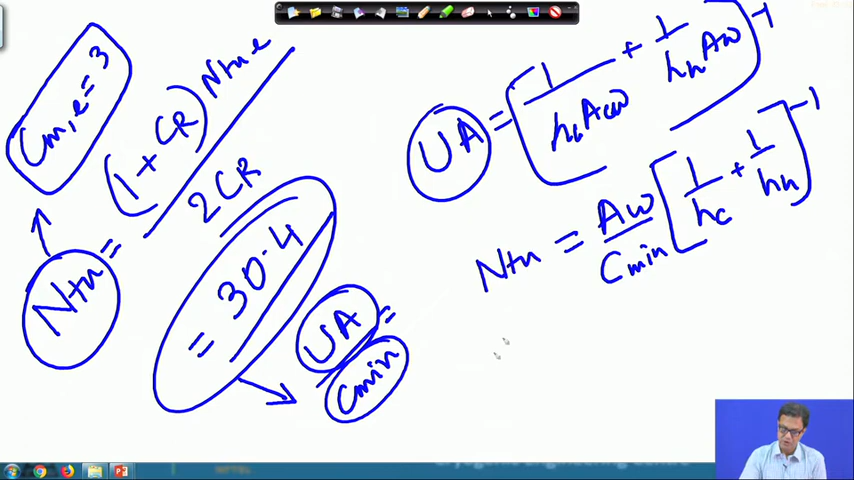 Cm,e = 3
Ntu = (1 + CR) Ntu e / 2CR
= 30.4
UA / Cmin =
UA = [ 1 / hc Aw + 1 / hh Aw ]^-1
Ntu = Aw / Cmin [ 1 / hc + 1 / hh ]^-1